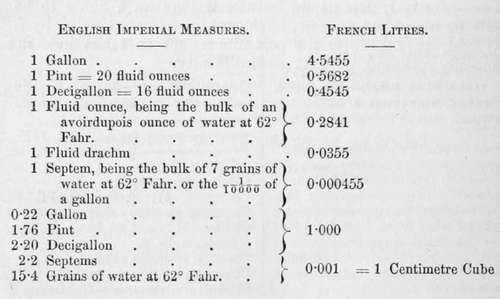 ENGLISH IMPERIAL MEASURES. FRENCH LITRES.
1 Gallon . . . . . 4·5455
1 Pint = 20 fluid ounces . . . 0·5682
1 Decigallon = 16 fluid ounces . . 0·4545
1 Fluid ounce, being the bulk of an
avoirdupois ounce of water at 62° 0·2841
Fahr. . . . .
1 Fluid drachm . . . . 0·0355
1 Septem, being the bulk of 7 grains of
water at 62° Fahr. or the 1/10000 of 0·000455
a gallon . . . .
0·22 Gallon . . . .
1·76 Pint . . . . 1·000
2·20 Decigallon . . . .
2·2 Septems . . . .
15·4 Grains of water at 62° Fahr. . 0·001 = 1 Centimetre Cube